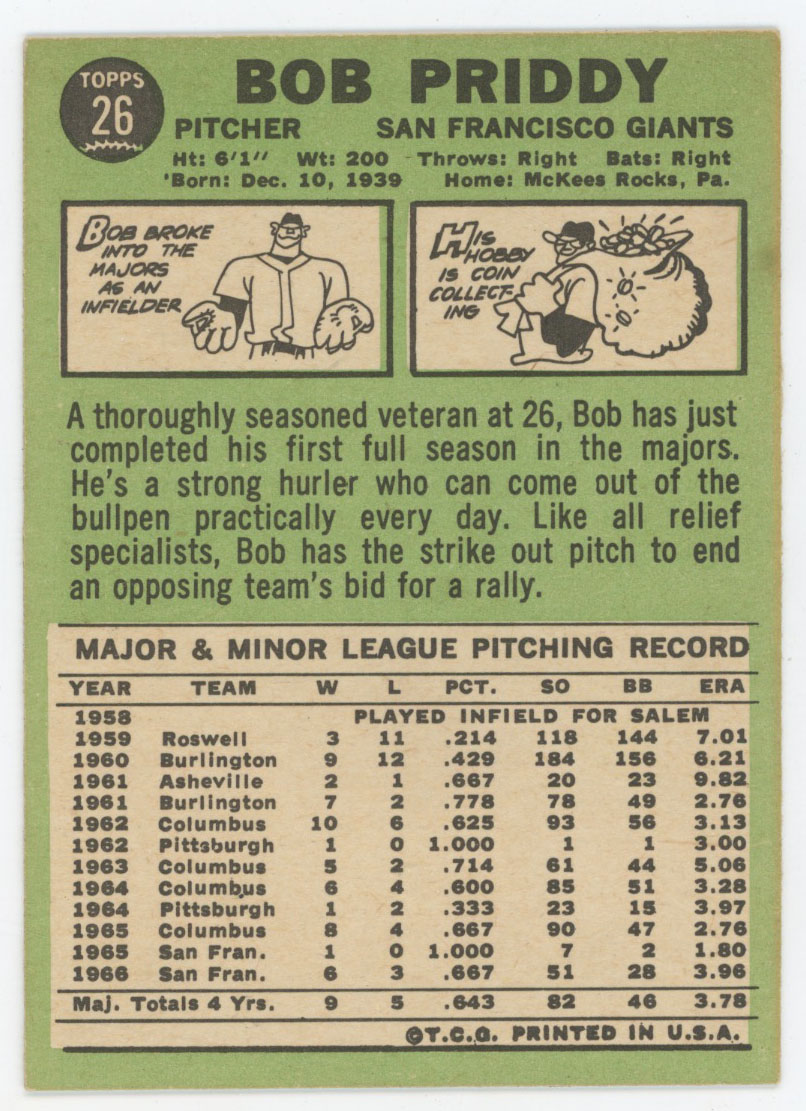 TOPPS
26
BOB PRIDDY
PITCHER SAN FRANCISCO GIANTS
Ht: 6'1" Wt: 200 Throws: Right Bats: Right
Born: Dec. 10, 1939 Home: McKees Rocks, Pa.
BOB BROKE
INTO THE
MAJORS
AS AN
INFIELDER
HIS
HOBBY
IS COIN
COLLECT-
ING
A thoroughly seasoned veteran at 26, Bob has just
completed his first full season in the majors.
He's a strong hurler who can come out of the
bullpen practically every day. Like all relief
specialists, Bob has the strike out pitch to end
an opposing team's bid for a rally.
MAJOR & MINOR LEAGUE PITCHING RECORD
YEAR TEAM W L PCT. SO BB ERA
1958 PLAYED INFIELD FOR SALEM
1959 Roswell 3 11 .214 118 144 7.01
1960 Burlington 9 12 .429 184 156 6.21
1961 Asheville 2 1 .667 20 23 9.82
1961 Burlington 7 2 .778 78 49 2.76
1962 Columbus 10 6 .625 93 56 3.13
1962 Pittsburgh 1 0 1.000 1 1 3.00
1963 Columbus 5 2 .714 61 44 5.06
1964 Columbus 6 4 .600 85 51 3.28
1964 Pittsburgh 1 2 .333 23 15 3.97
1965 Columbus 8 4 .667 90 47 2.76
1965 San Fran. 1 0 1.000 7 2 1.80
1966 San Fran. 6 3 .667 51 28 3.96
Maj. Totals 4 Yrs. 9 5 .643 82 46 3.78
©T.C.G. PRINTED IN U.S.A.